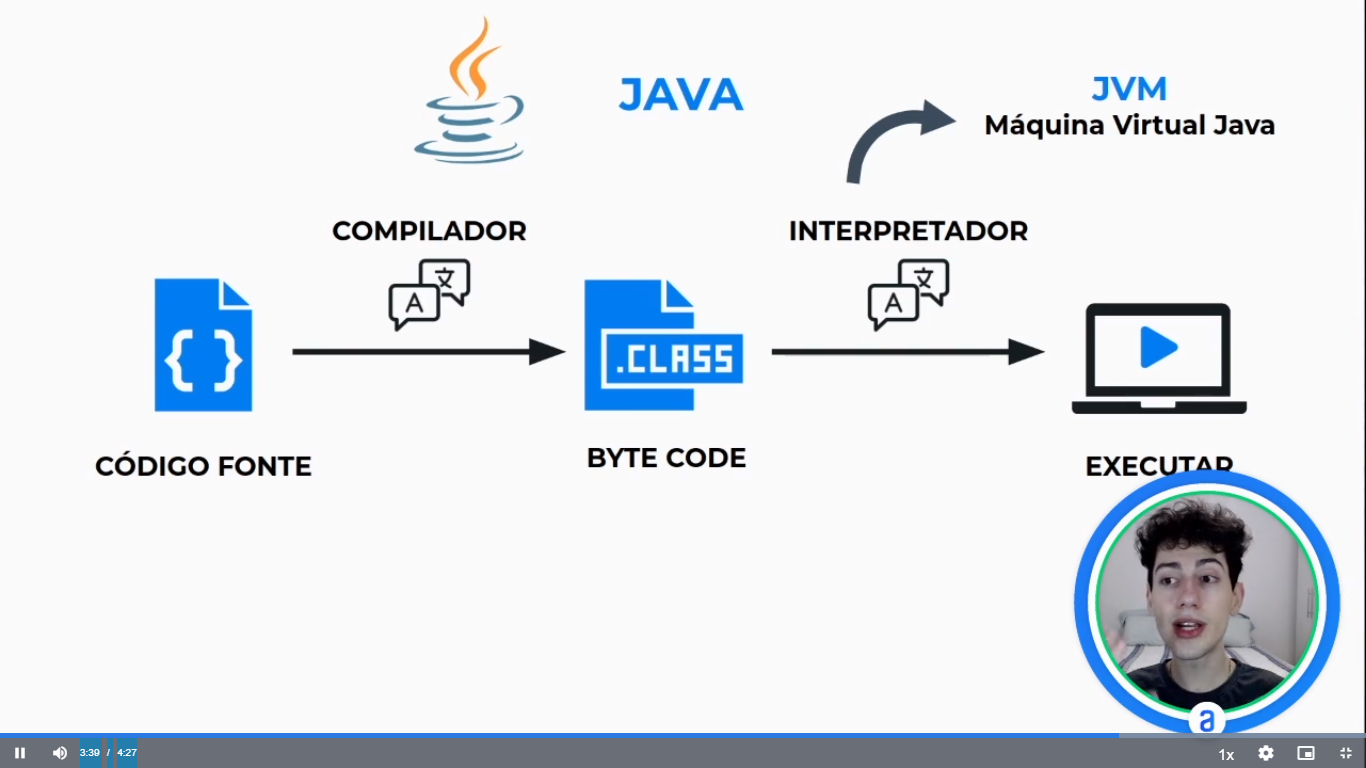 JAVA
JVM
Máquina Virtual Java
COMPILADOR
INTERPRETADOR
A 文
A 文
.CLASS
CÓDIGO FONTE
BYTE CODE
EXECUTAR
a
3:39 / 4:27
1x